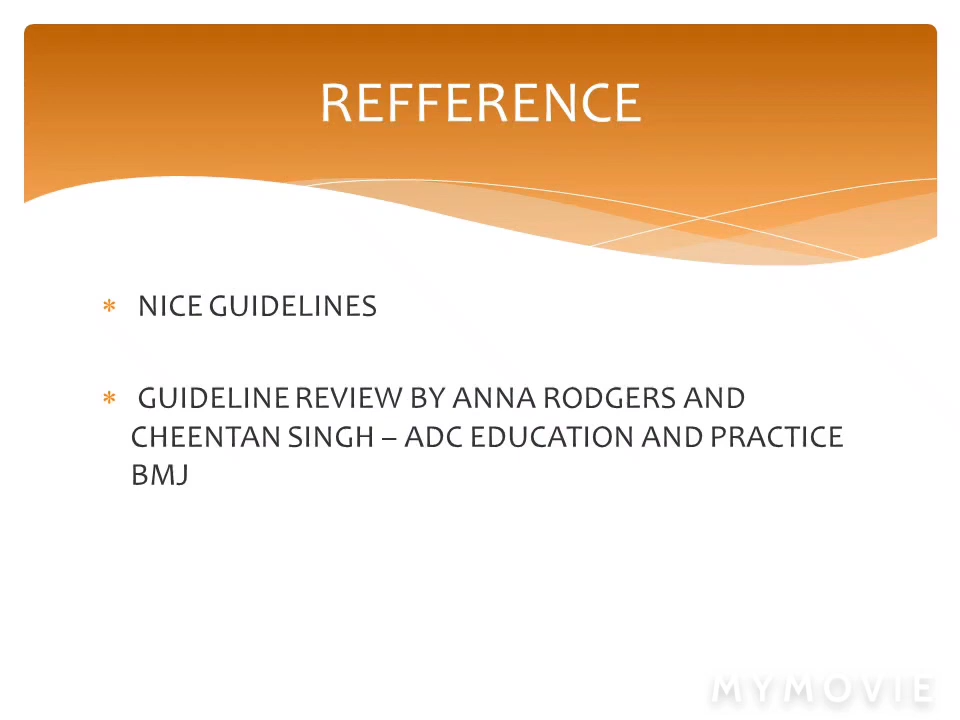 REFFERENCE
* NICE GUIDELINES
* GUIDELINE REVIEW BY ANNA RODGERS AND
CHEENTAN SINGH – ADC EDUCATION AND PRACTICE
BMJ
MYMOVIE